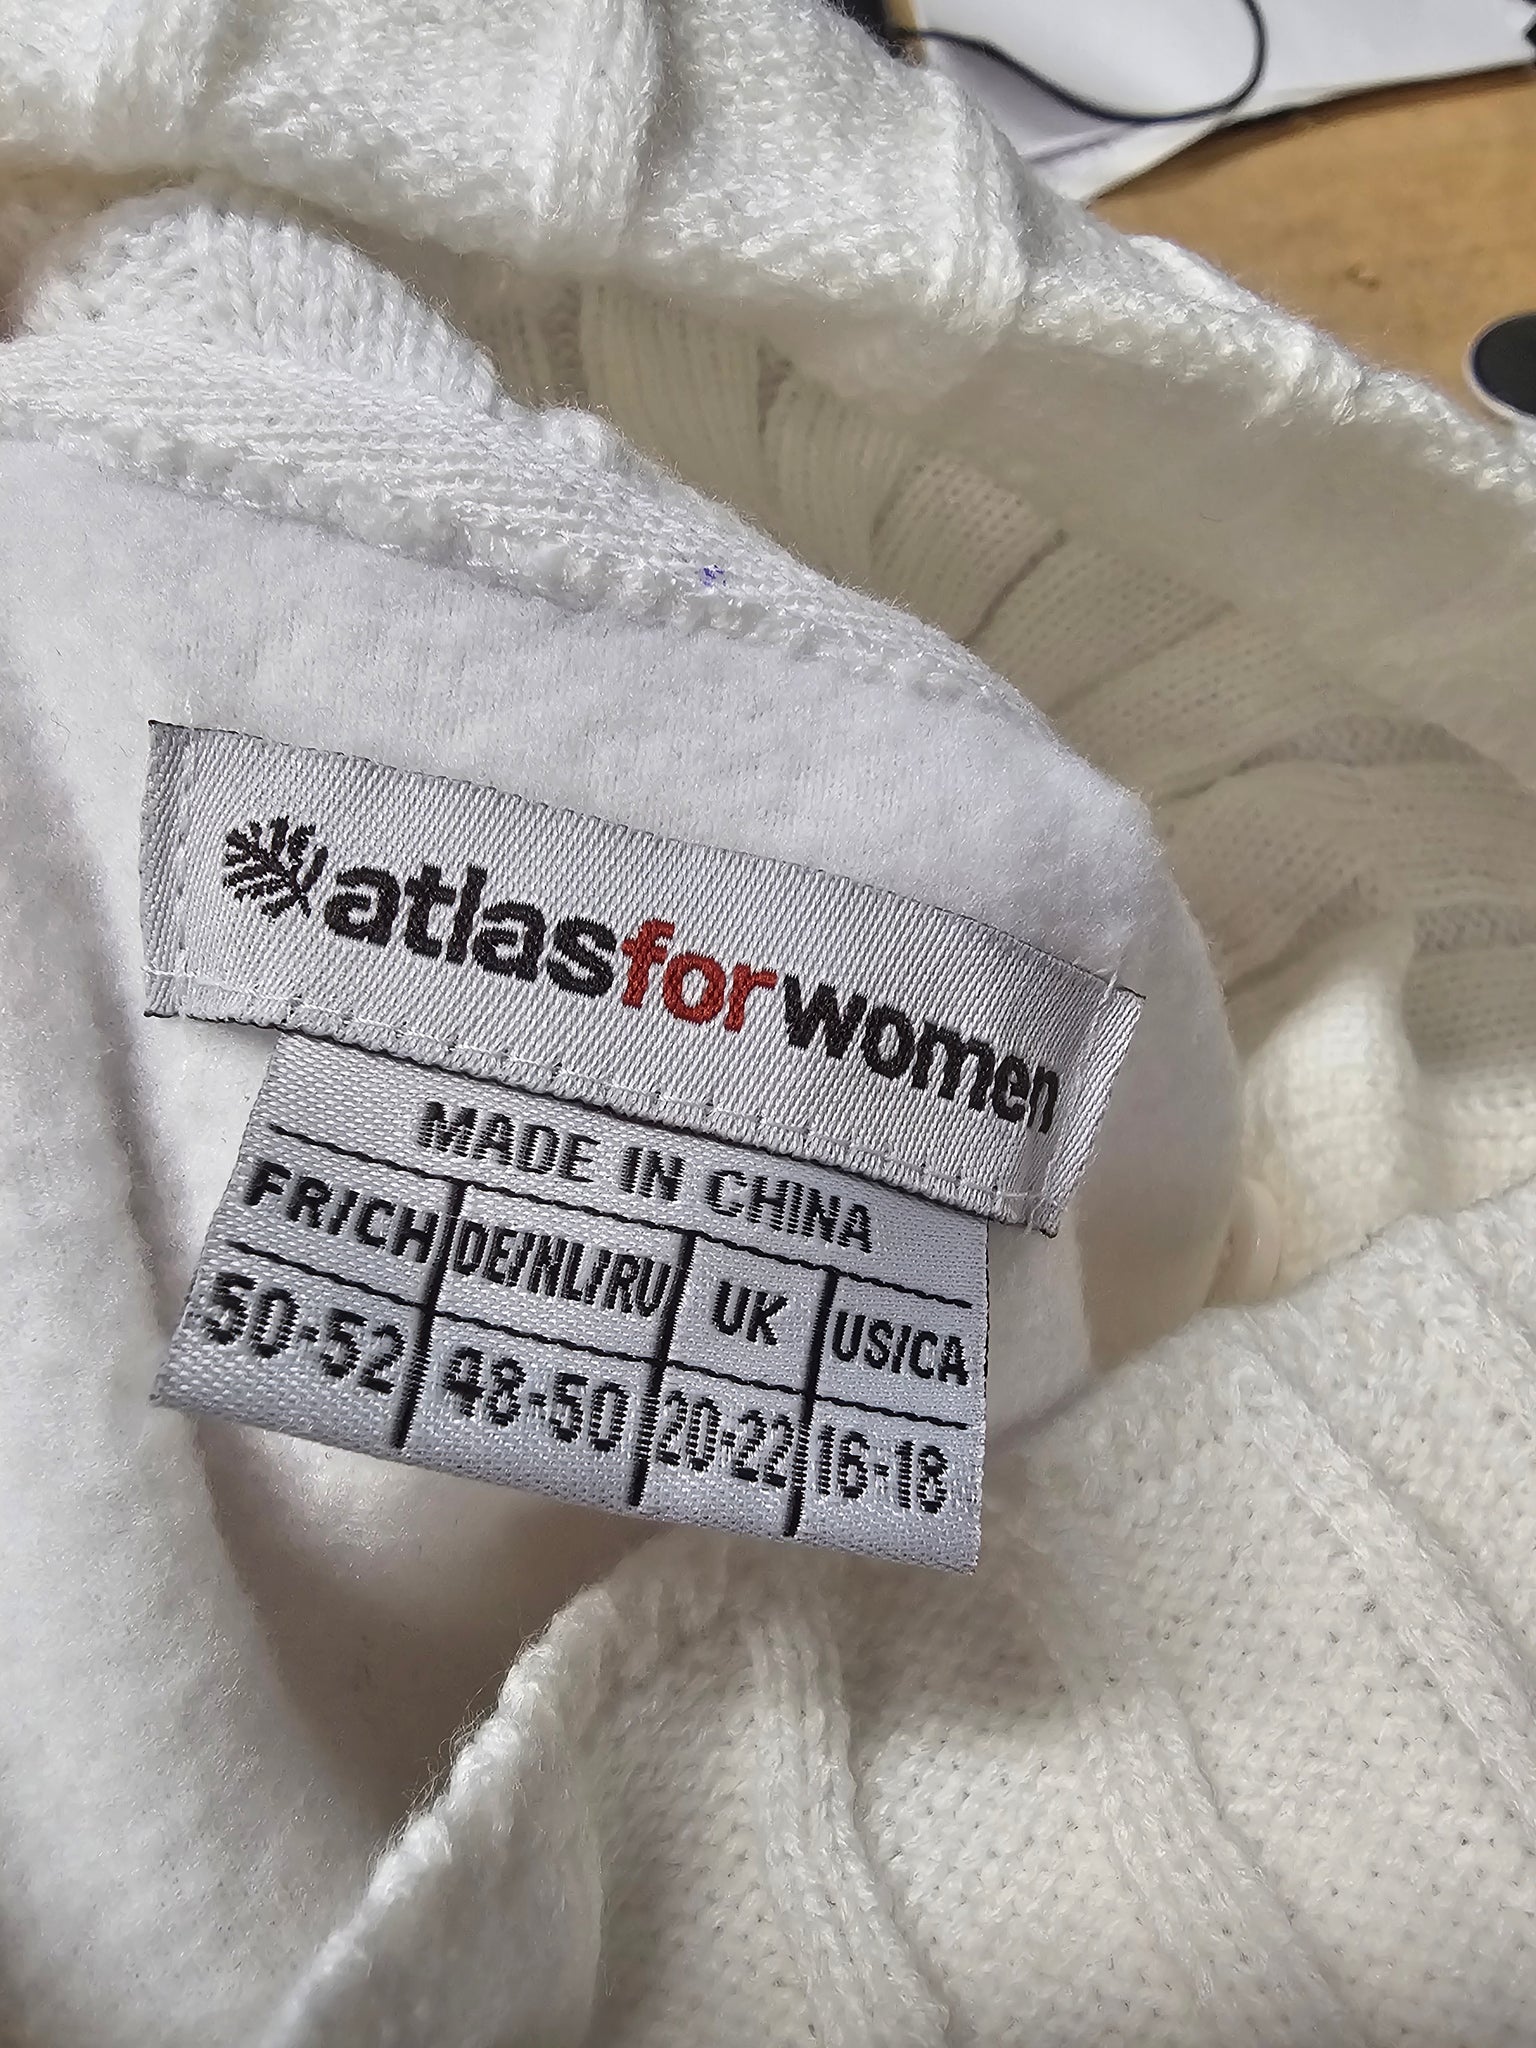 atlasforwomen
MADE IN CHINA
FR/CH DE/NL/RU UK US/CA
50-52 48-50 20-22 16-18